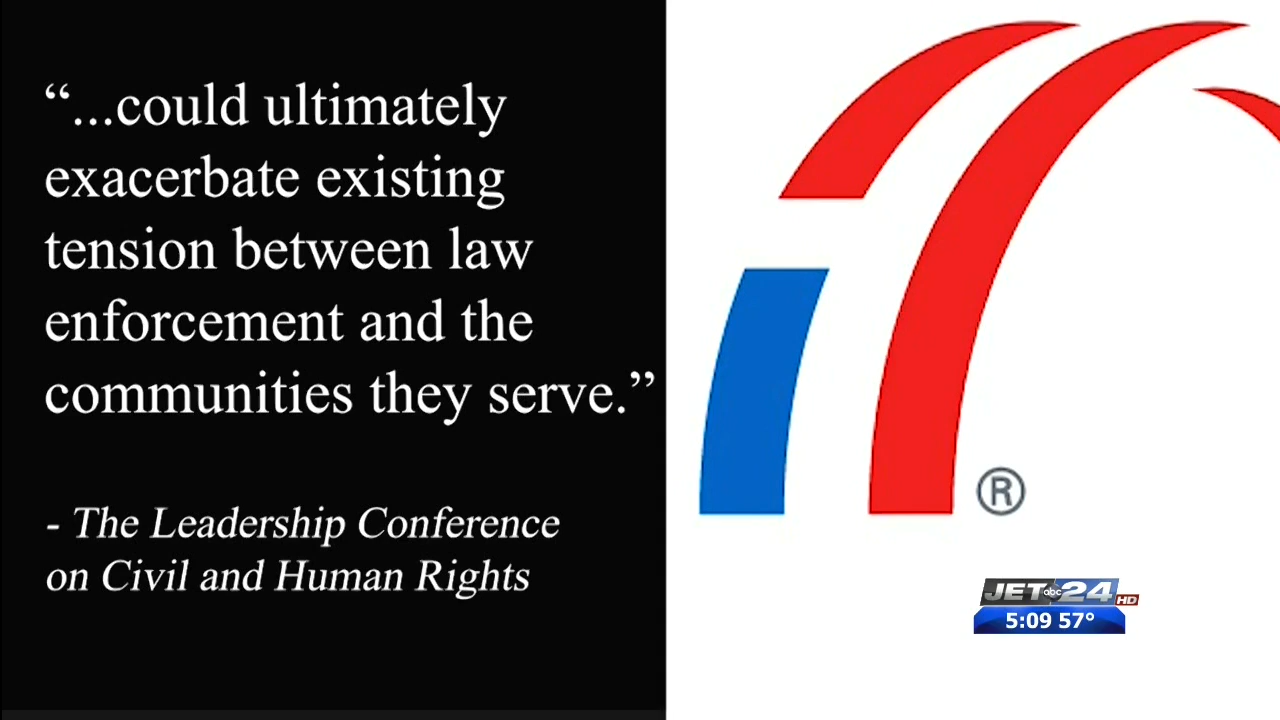 “...could ultimately
exacerbate existing
tension between law
enforcement and the
communities they serve.”
- The Leadership Conference
on Civil and Human Rights
®
JET abc 24 HD
5:09 57°